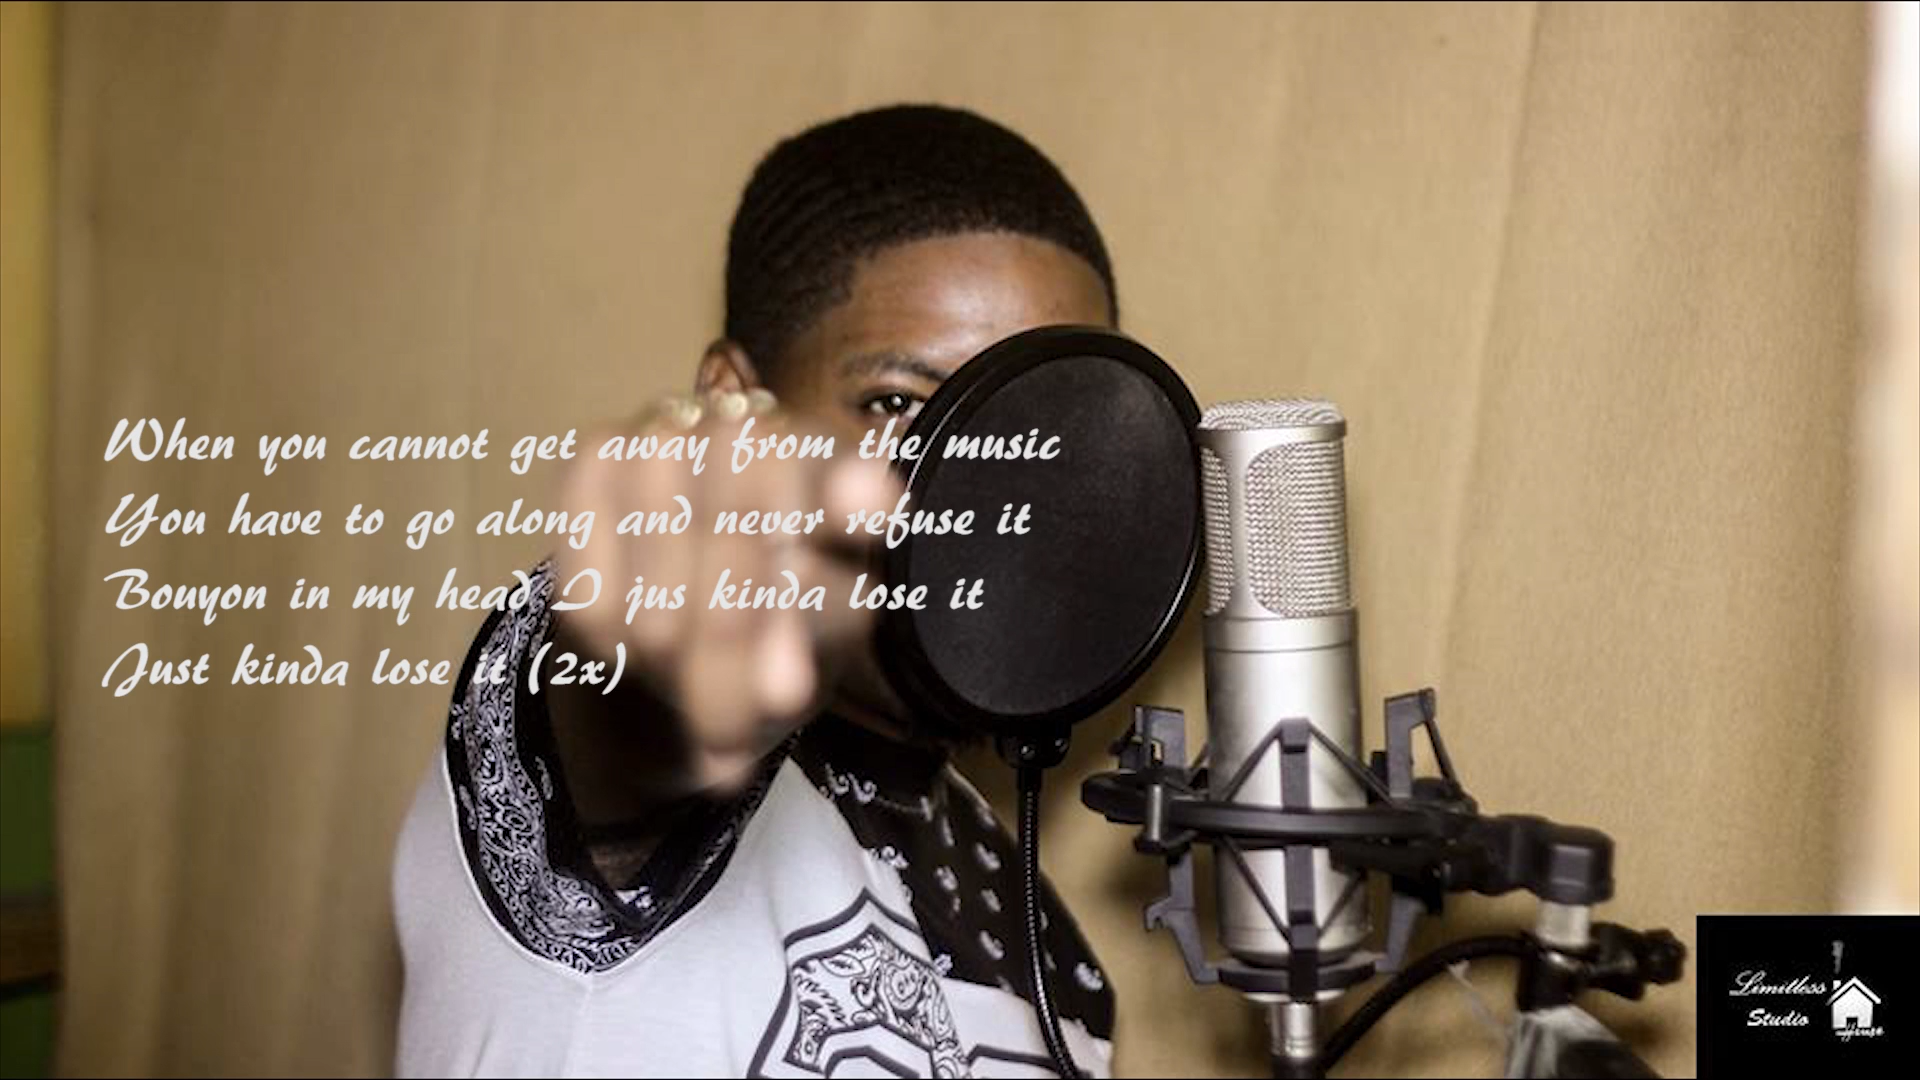 When you cannot get away from the music
You have to go along and never refuse it
Bouyon in my head I jus kinda lose it
Just kinda lose it (2x)
Limitless
Studio
House